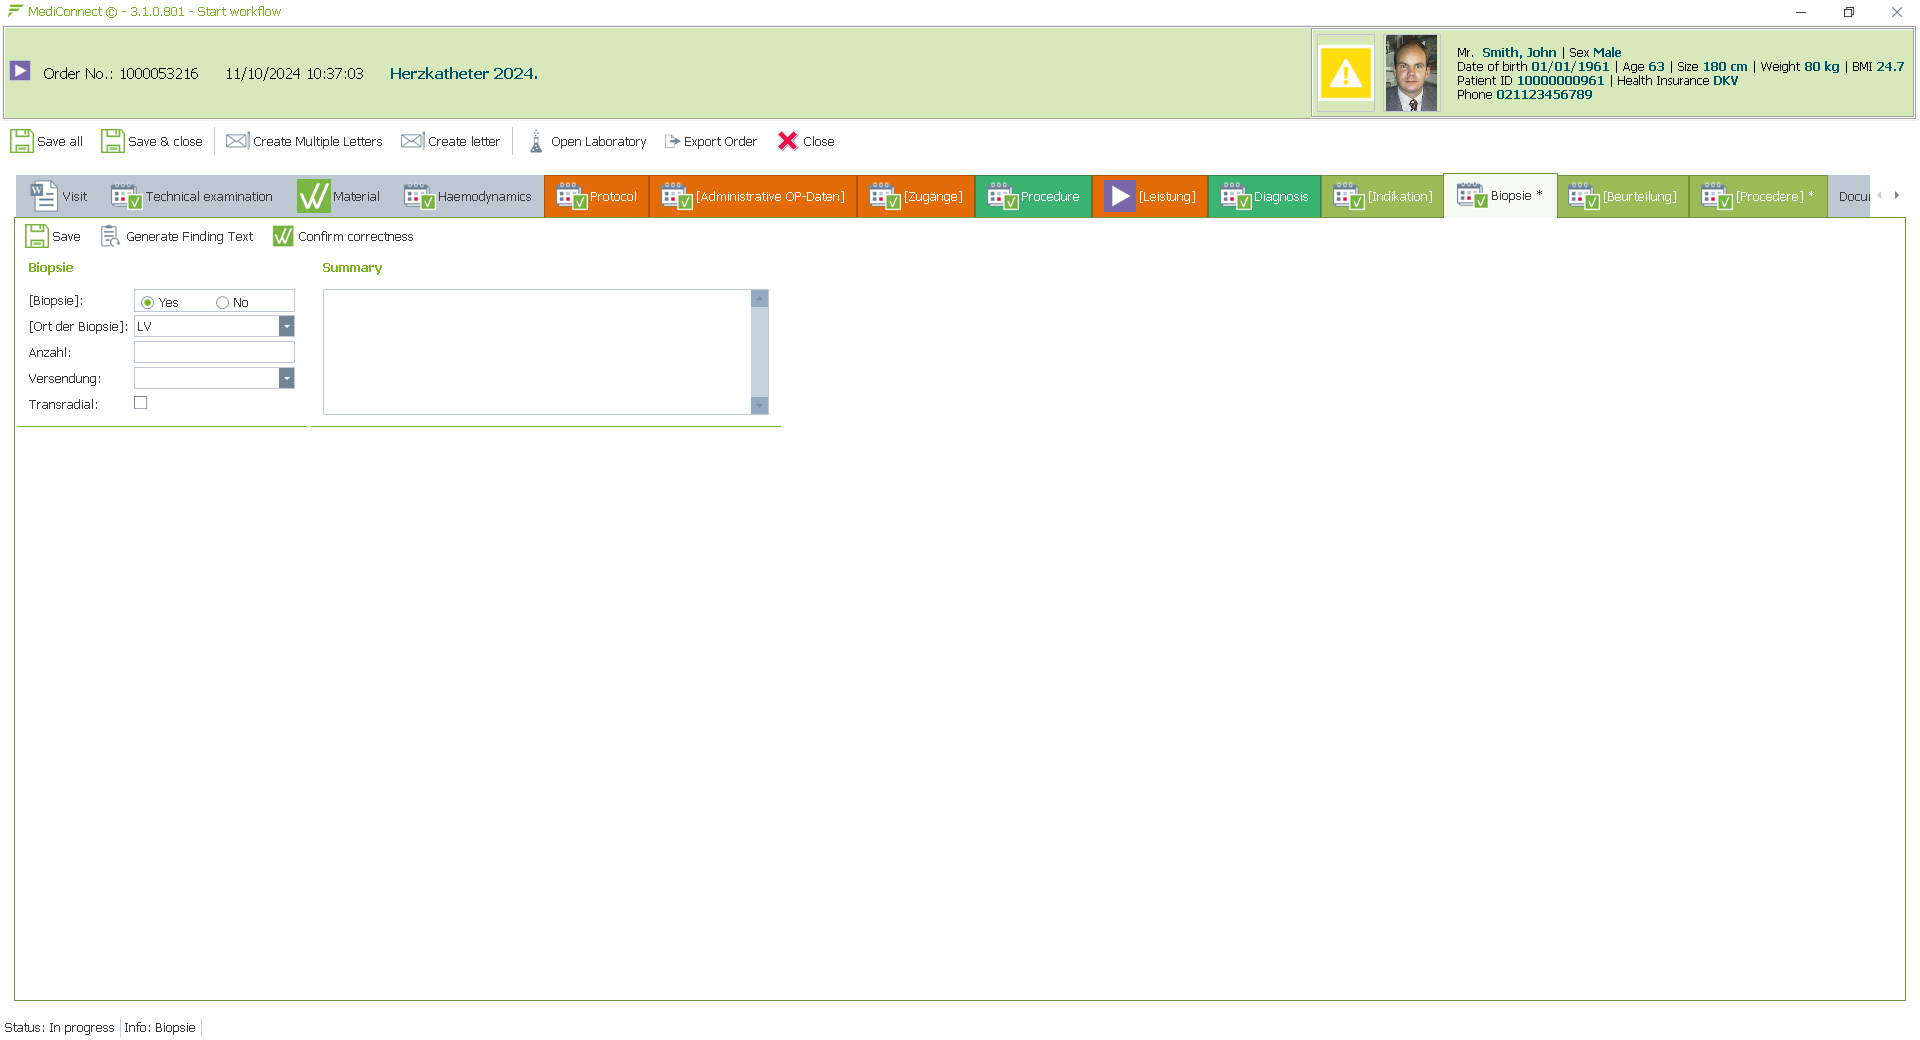 MediConnect © - 3.1.0.801 - Start workflow
Order No.: 1000053216 11/10/2024 10:37:03 Herzkatheter 2024.
Mr. Smith, John | Sex Male
Date of birth 01/01/1961 | Age 63 | Size 180 cm | Weight 80 kg | BMI 24.7
Patient ID 10000000961 | Health Insurance DKV
Phone 021123456789
Save all Save & close Create Multiple Letters Create letter Open Laboratory Export Order Close
Visit Technical examination Material Haemodynamics Protocol [Administrative OP-Daten] [Zugänge] Procedure [Leistung] Diagnosis [Indikation] Biopsie * [Beurteilung] [Procedere] * Docu
Save Generate Finding Text Confirm correctness
Biopsie Summary
[Biopsie]: Yes No
[Ort der Biopsie]: LV
Anzahl:
Versendung:
Transradial:
Status: In progress Info: Biopsie